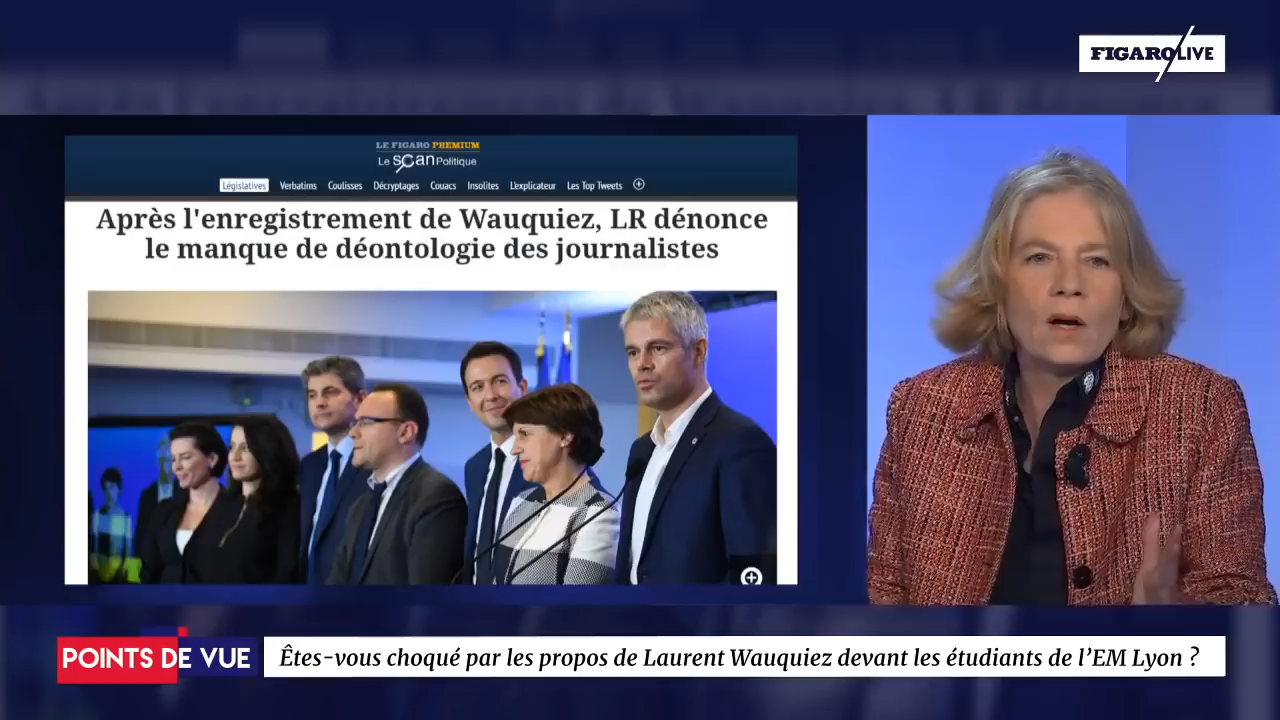 FIGAROLIVE
LE FIGARO PREMIUM
Le scan Politique
Législatives Verbatims Coulisses Décryptages Couacs Insolites L'explicateur Les Top Tweets
Après l'enregistrement de Wauquiez, LR dénonce
le manque de déontologie des journalistes
POINTS DE VUE
Êtes-vous choqué par les propos de Laurent Wauquiez devant les étudiants de l'EM Lyon ?